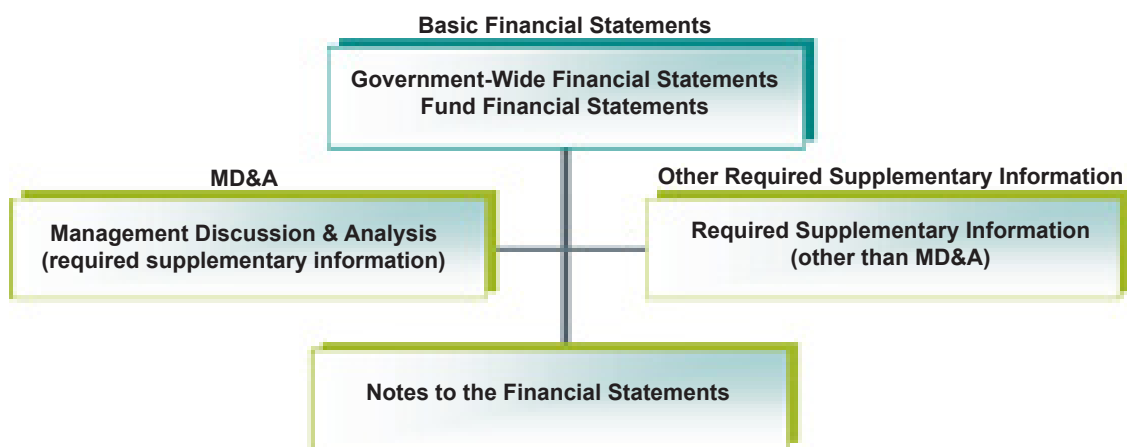 Basic Financial Statements
Government-Wide Financial Statements
Fund Financial Statements
MD&A
Management Discussion & Analysis
(required supplementary information)
Other Required Supplementary Information
Required Supplementary Information
(other than MD&A)
Notes to the Financial Statements